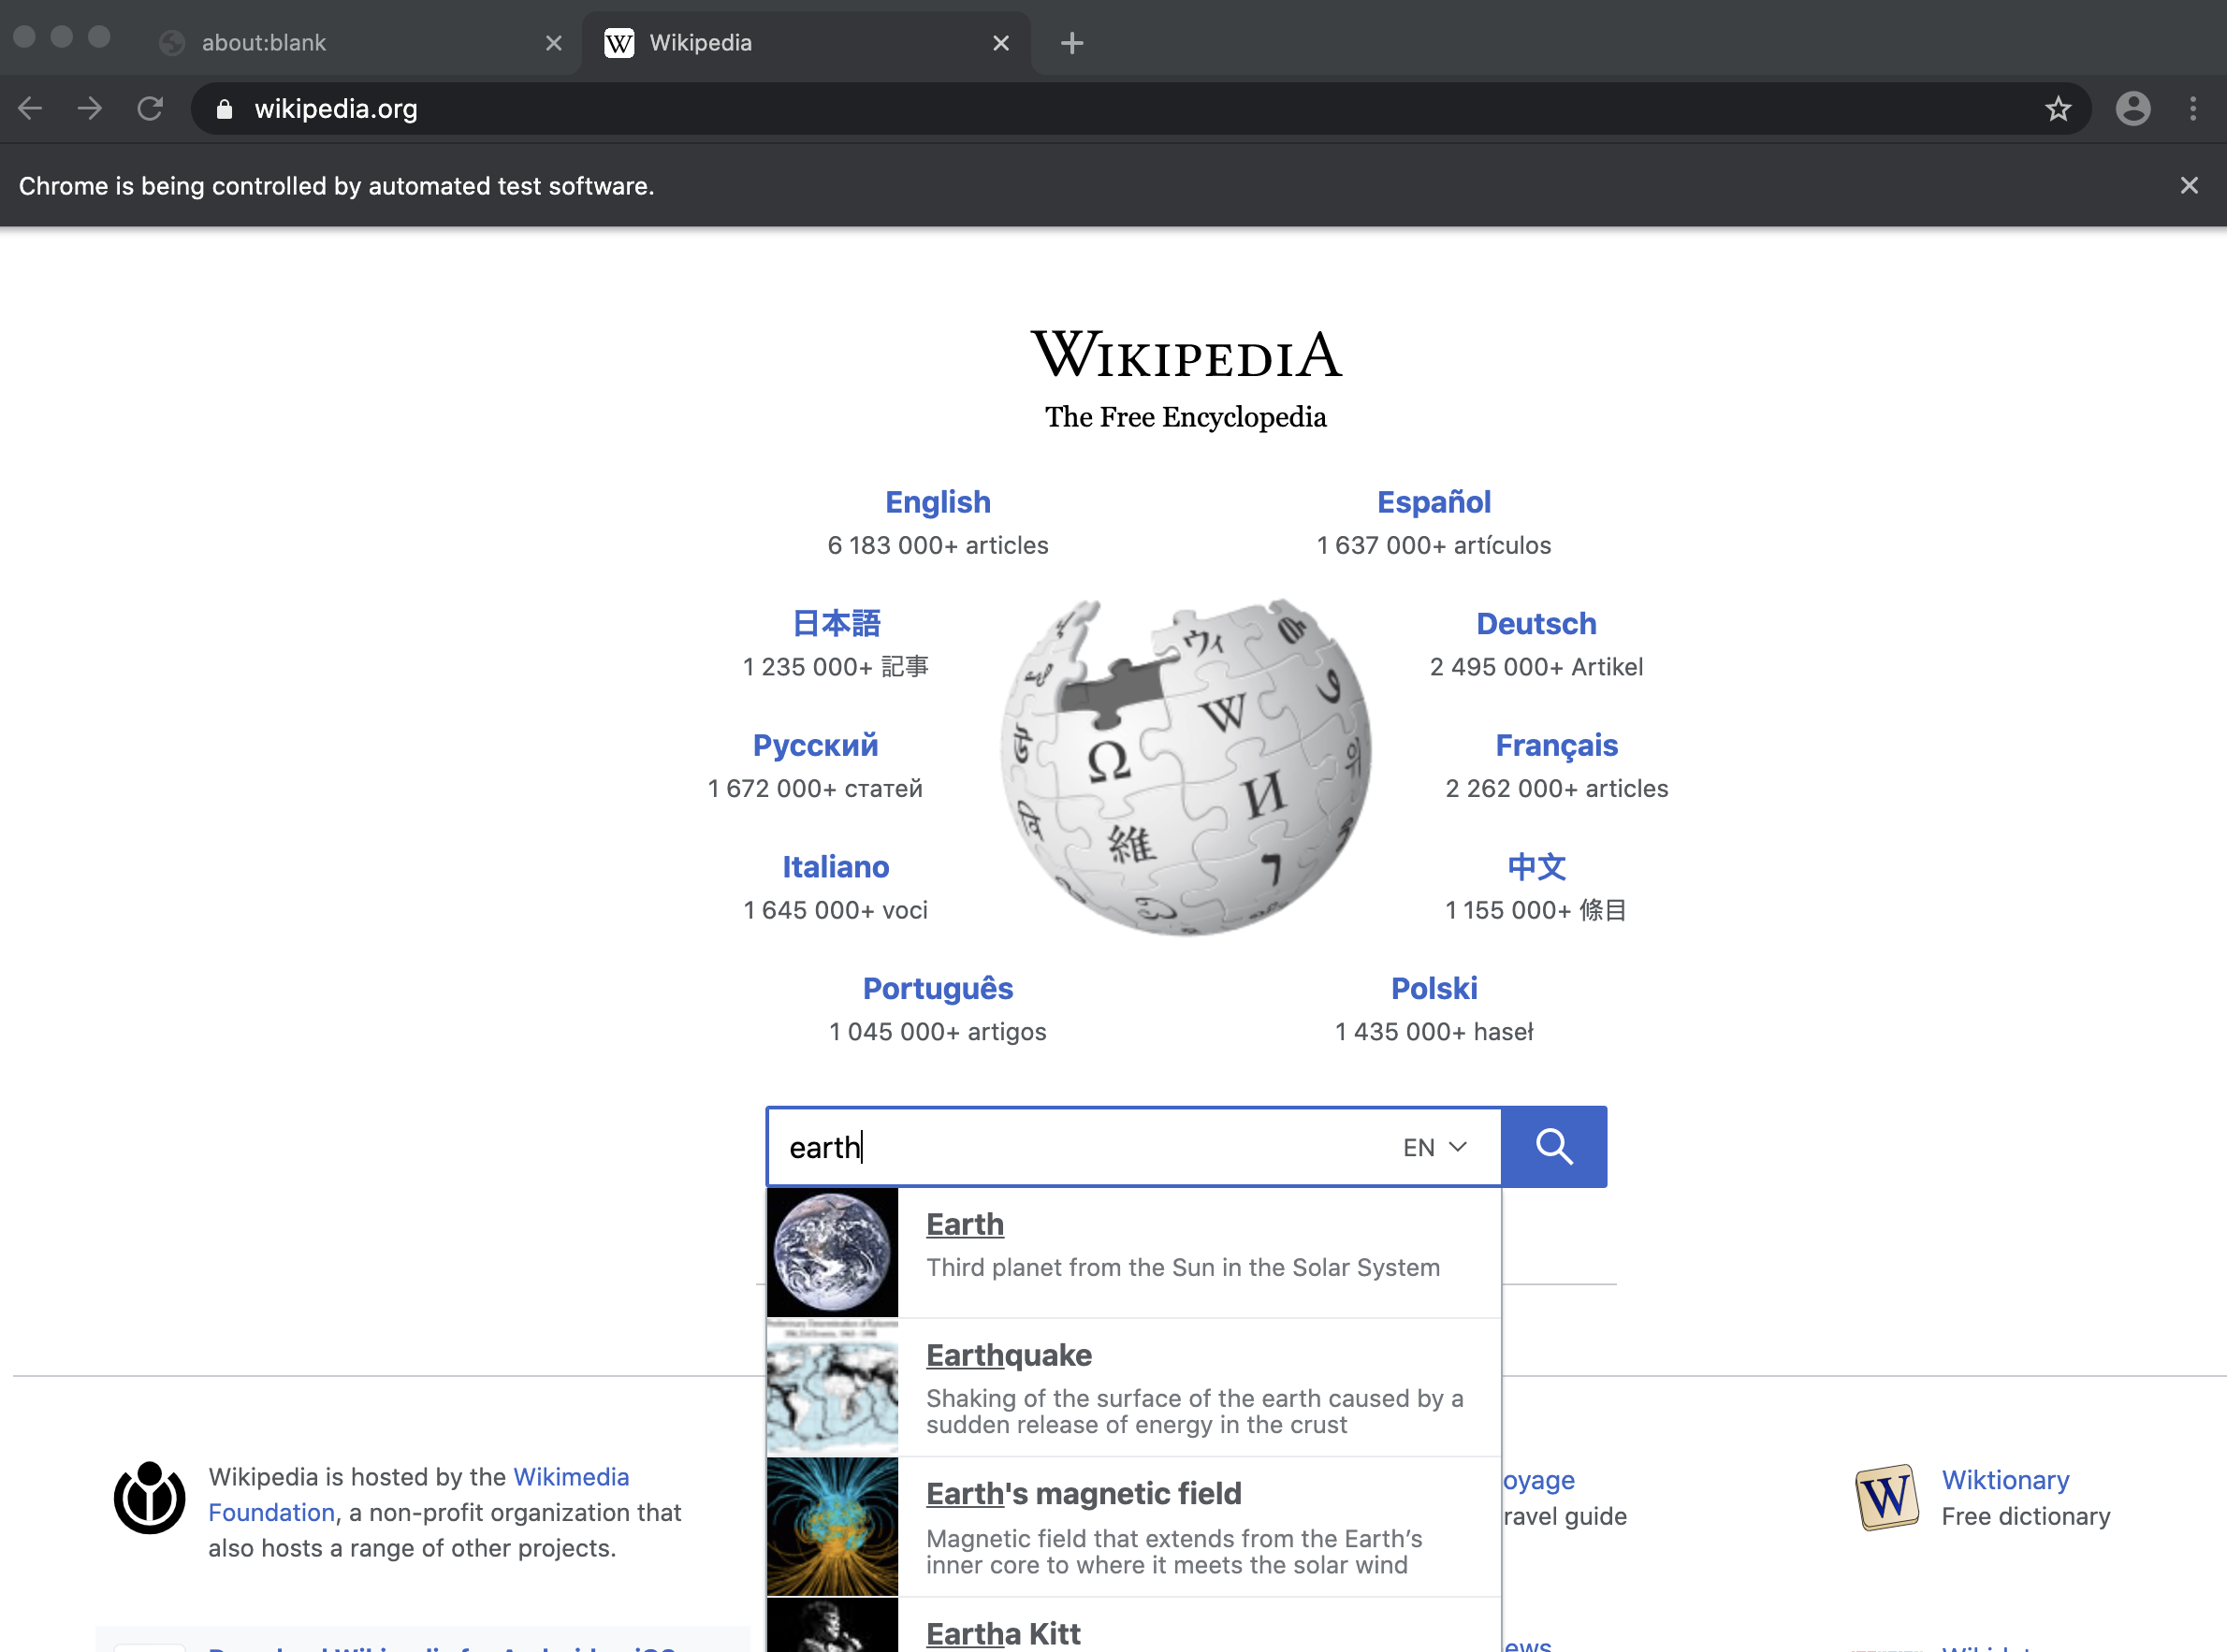 about:blank
Wikipedia
wikipedia.org
Chrome is being controlled by automated test software.
WIKIPEDIA
The Free Encyclopedia
English
6 183 000+ articles
Español
1 637 000+ artículos
日本語
1 235 000+ 記事
Deutsch
2 495 000+ Artikel
Русский
1 672 000+ статей
Français
2 262 000+ articles
Italiano
1 645 000+ voci
中文
1 155 000+ 條目
Português
1 045 000+ artigos
Polski
1 435 000+ haseł
earth
EN
Earth
Third planet from the Sun in the Solar System
Earthquake
Shaking of the surface of the earth caused by a
sudden release of energy in the crust
Earth's magnetic field
Magnetic field that extends from the Earth’s
inner core to where it meets the solar wind
Eartha Kitt
Wikipedia is hosted by the Wikimedia
Foundation, a non-profit organization that
also hosts a range of other projects.
oyage
ravel guide
Wiktionary
Free dictionary
ews